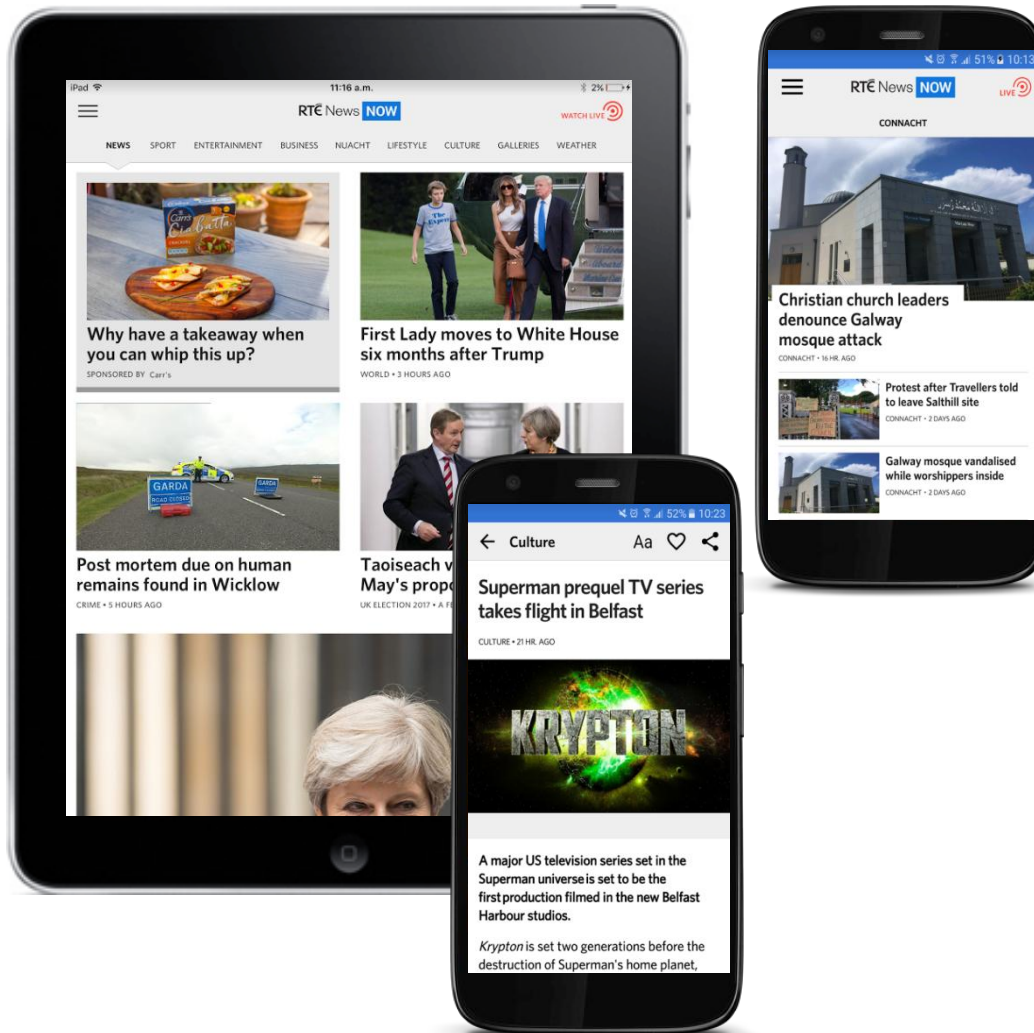 iPad
11:16 a.m.
2%
RTÉ News NOW
WATCH LIVE
NEWS SPORT ENTERTAINMENT BUSINESS NUACHT LIFESTYLE CULTURE GALLERIES WEATHER
Carr's
Ciabatta
Why have a takeaway when
you can whip this up?
SPONSORED BY Carr's
The
Expert
First Lady moves to White House
six months after Trump
WORLD • 3 HOURS AGO
GARDA
ROAD CLOSED
GARDA
Post mortem due on human
remains found in Wicklow
CRIME • 5 HOURS AGO
Taoiseach
May's
UK ELECTION 2017 • A
51% 10:13
RTÉ News NOW
LIVE
CONNACHT
Christian church leaders
denounce Galway
mosque attack
CONNACHT • 16 HR. AGO
Protest after Travellers told
to leave Salthill site
CONNACHT • 2 DAYS AGO
Galway mosque vandalised
while worshippers inside
CONNACHT • 2 DAYS AGO
52% 10:23
Culture Aa
Superman prequel TV series
takes flight in Belfast
CULTURE • 21 HR. AGO
KRYPTON
A major US television series set in the
Superman universe is set to be the
first production filmed in the new Belfast
Harbour studios.
Krypton is set two generations before the
destruction of Superman's home planet,